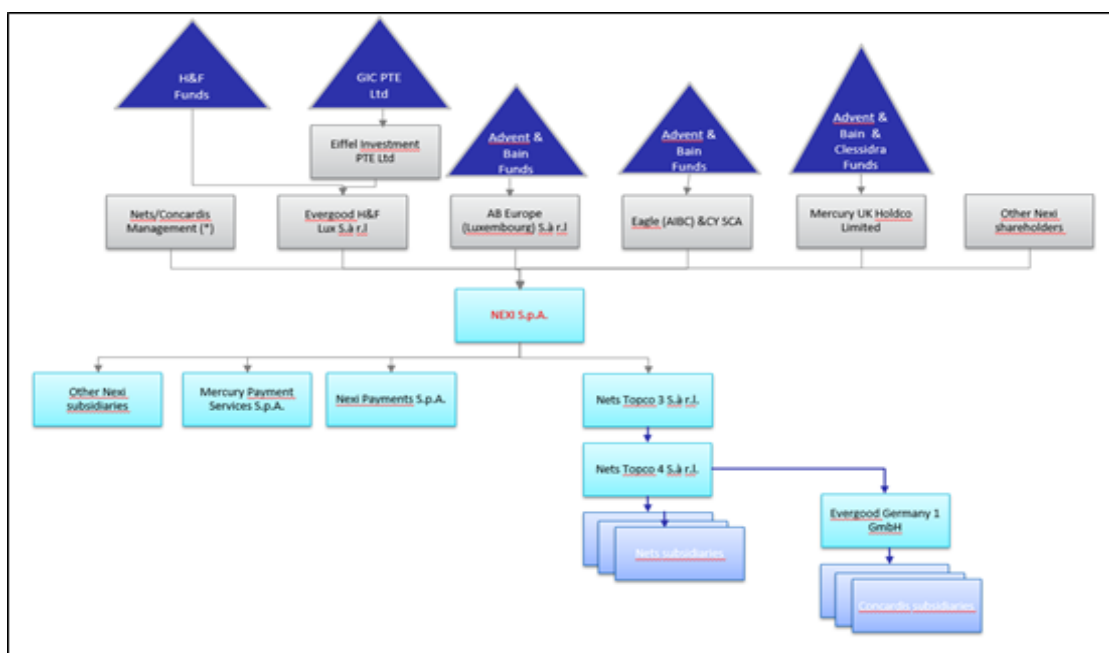 H&F
Funds
GIC PTE
Ltd
Advent &
Bain
Funds
Advent &
Bain
Funds
Advent &
Bain &
Clessidra
Funds
Eiffel Investment
PTE Ltd
Nets/Concardis
Management (*)
Evergood H&F
Lux S.à r.l
AB Europe
(Luxembourg) S.à r.l
Eagle (AIBC) &CY SCA
Mercury UK Holdco
Limited
Other Nexi
shareholders
NEXI S.p.A.
Other Nexi
subsidiaries
Mercury Payment
Services S.p.A.
Nexi Payments S.p.A.
Nets Topco 3 S.à r.l.
Nets Topco 4 S.à r.l.
Evergood Germany 1
GmbH
Nets subsidiaries
Concardis subsidiaries